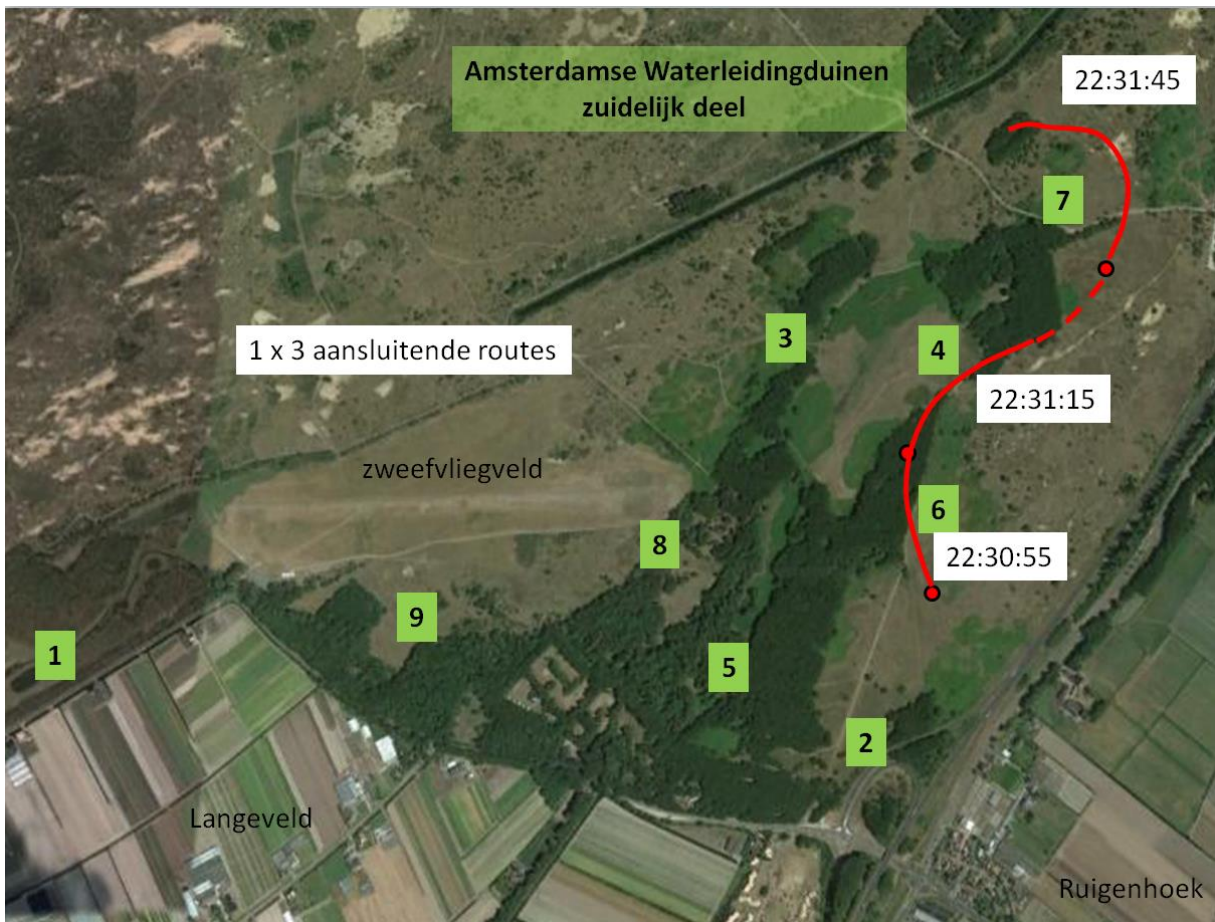 Amsterdamse Waterleidingduinen
zuidelijk deel
22:31:45
7
3
4
1 x 3 aansluitende routes
22:31:15
zweefvliegveld
6
8
22:30:55
9
1
5
2
Langeveld
Ruigenhoek